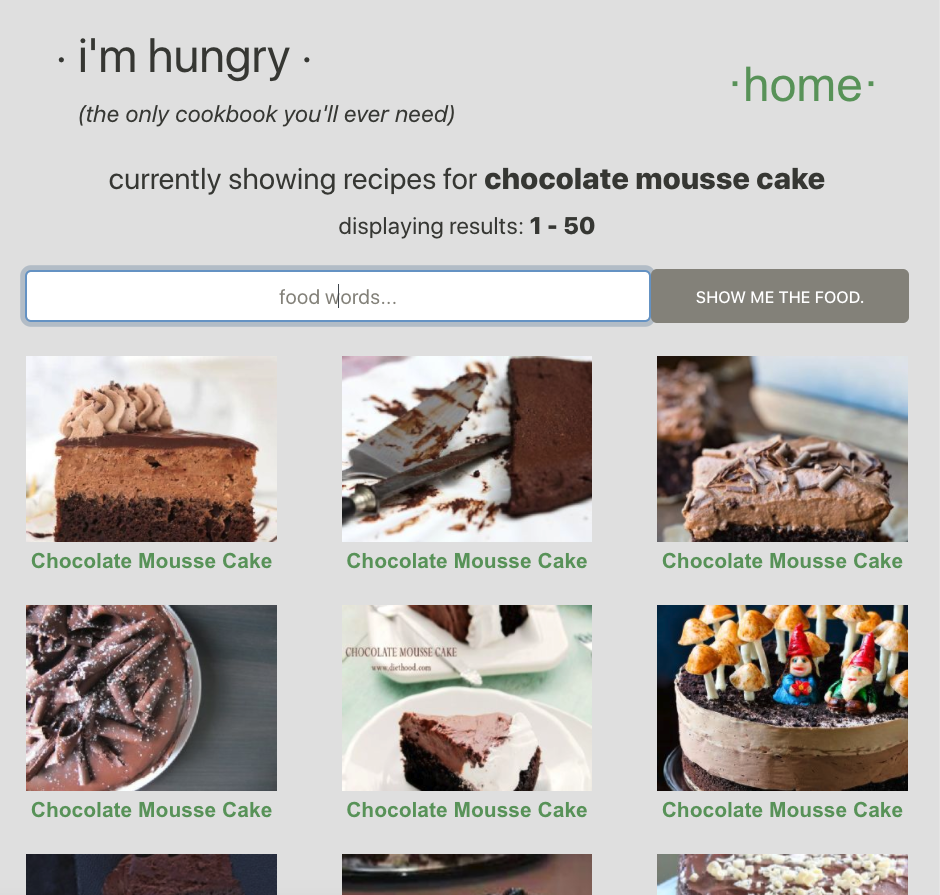 · i'm hungry ·
·home·
(the only cookbook you'll ever need)
currently showing recipes for chocolate mousse cake
displaying results: 1 - 50
food words...
SHOW ME THE FOOD.
Chocolate Mousse Cake
Chocolate Mousse Cake
Chocolate Mousse Cake
CHOCOLATE MOUSSE CAKE
www.diethood.com
Chocolate Mousse Cake
Chocolate Mousse Cake
Chocolate Mousse Cake